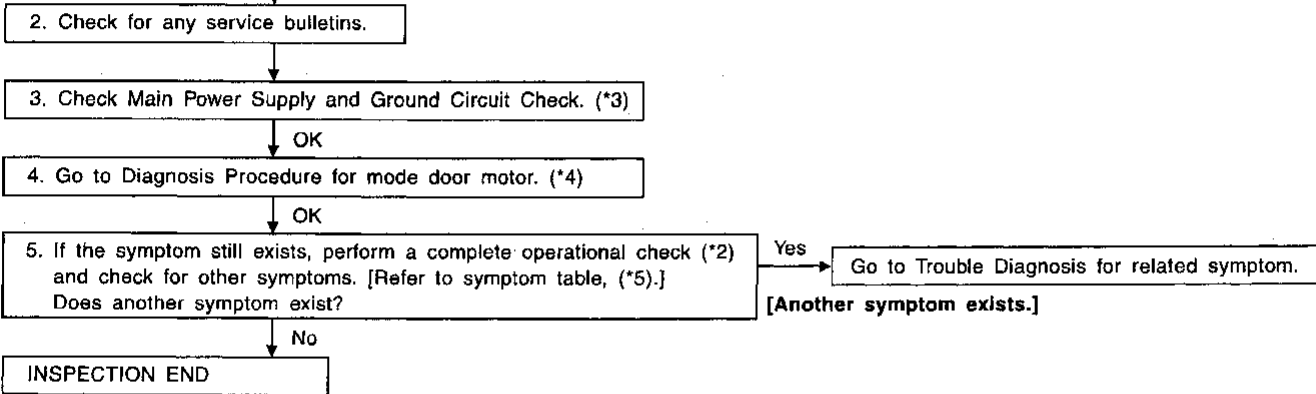 2. Check for any service bulletins.
3. Check Main Power Supply and Ground Circuit Check. (*3)
OK
4. Go to Diagnosis Procedure for mode door motor. (*4)
OK
5. If the symptom still exists, perform a complete operational check (*2)
and check for other symptoms. [Refer to symptom table, (*5).]
Does another symptom exist?
Yes
Go to Trouble Diagnosis for related symptom.
[Another symptom exists.]
No
INSPECTION END